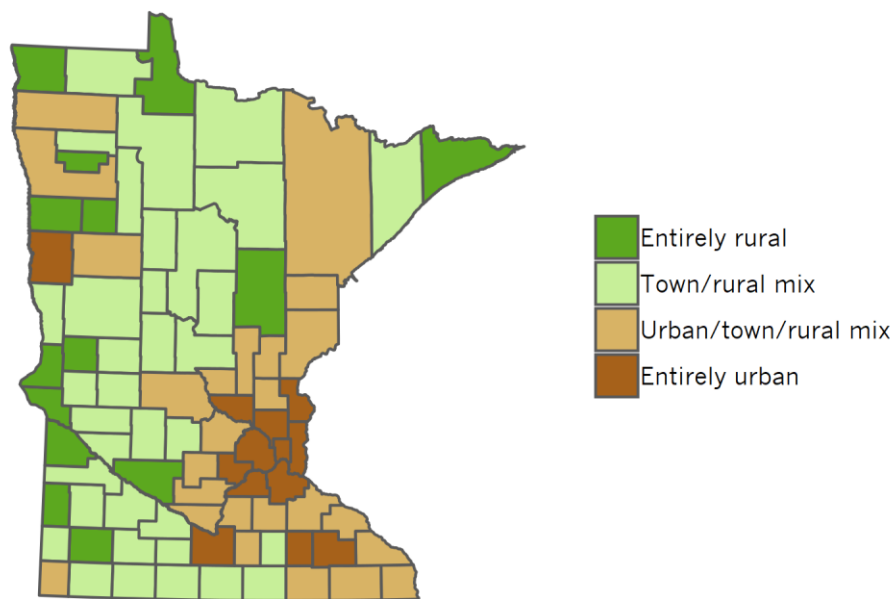 Entirely rural
Town/rural mix
Urban/town/rural mix
Entirely urban